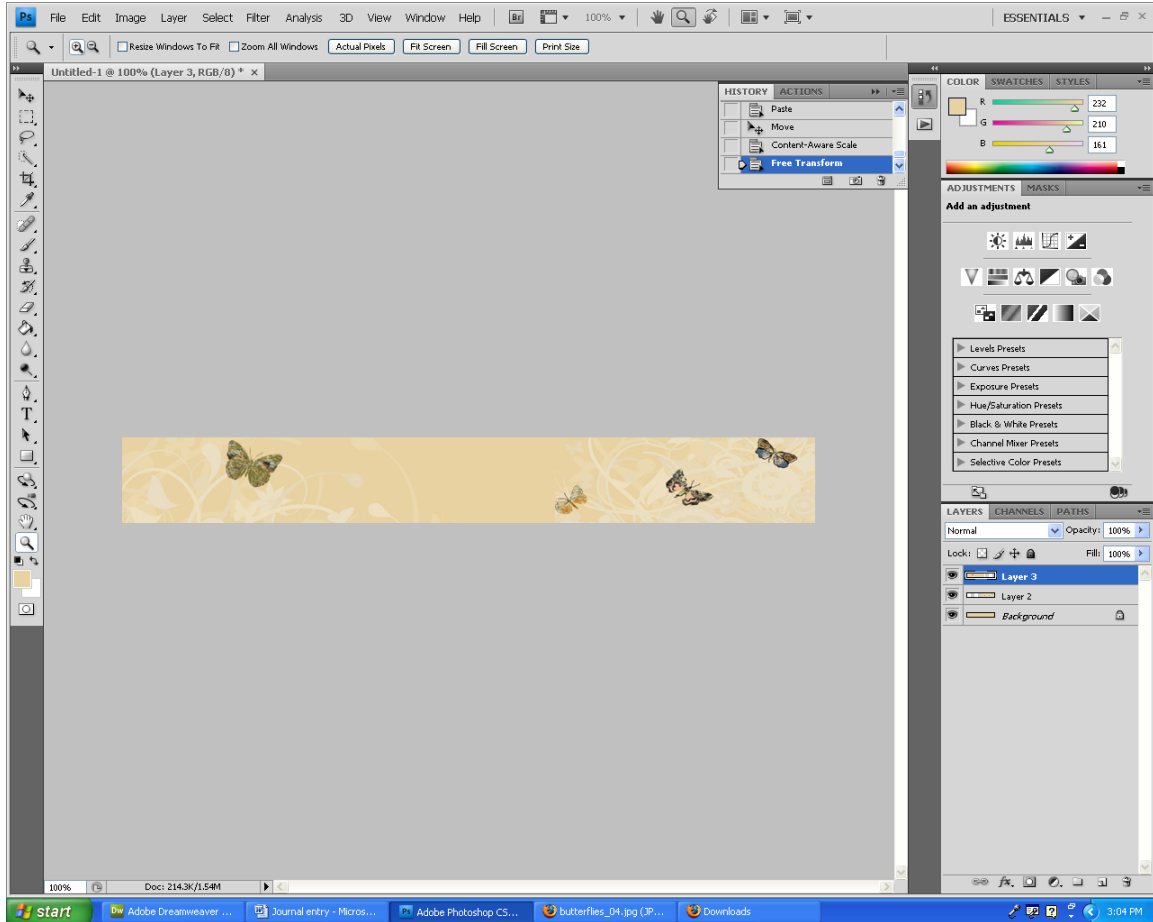 Ps File Edit Image Layer Select Filter Analysis 3D View Window Help Br 100% ESSENTIALS
Resize Windows To Fit Zoom All Windows Actual Pixels Fit Screen Fill Screen Print Size
Untitled-1 @ 100% (Layer 3, RGB/8) * x
HISTORY ACTIONS
Paste
Move
Content-Aware Scale
Free Transform
COLOR SWATCHES STYLES
R 232
G 210
B 161
ADJUSTMENTS MASKS
Add an adjustment
Levels Presets
Curves Presets
Exposure Presets
Hue/Saturation Presets
Black & White Presets
Channel Mixer Presets
Selective Color Presets
LAYERS CHANNELS PATHS
Normal Opacity: 100%
Lock: Fill: 100%
Layer 3
Layer 2
Background
T
fx.
100% Doc: 214.3K/1.54M
start Dw Adobe Dreamweaver ... Journal entry - Micros... Ps Adobe Photoshop CS... butterflies_04.jpg (JP... Downloads 3:04 PM